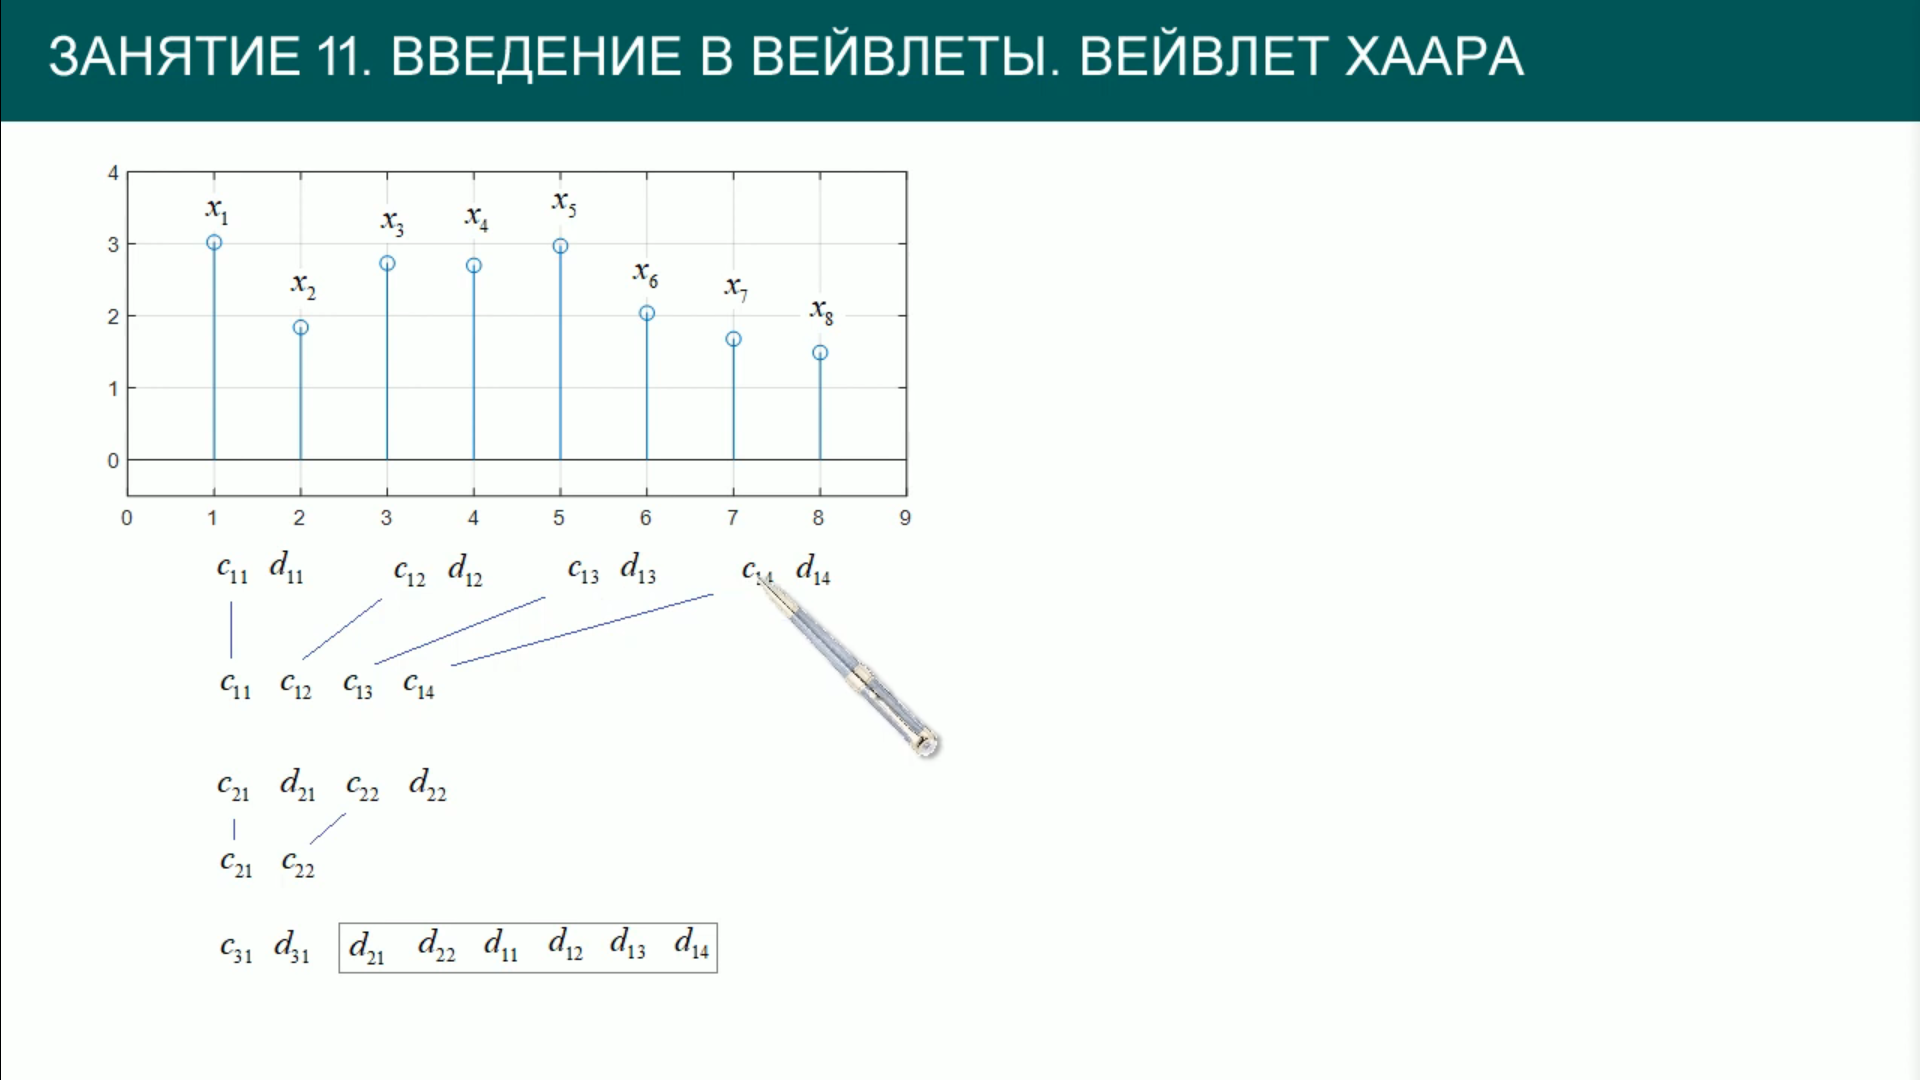 ЗАНЯТИЕ 11. ВВЕДЕНИЕ В ВЕЙВЛЕТЫ. ВЕЙВЛЕТ ХААРА
4
3
2
1
0
x₁ x₂ x₃ x₄ x₅ x₆ x₇ x₈
0 1 2 3 4 5 6 7 8 9
c₁₁ d₁₁ c₁₂ d₁₂ c₁₃ d₁₃ c₁₄ d₁₄
c₁₁ c₁₂ c₁₃ c₁₄
c₂₁ d₂₁ c₂₂ d₂₂
c₂₁ c₂₂
c₃₁ d₃₁ d₂₁ d₂₂ d₁₁ d₁₂ d₁₃ d₁₄